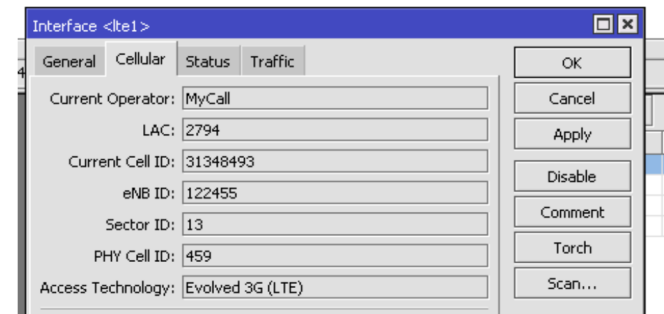 Interface <lte1>
General Cellular Status Traffic
Current Operator: MyCall
LAC: 2794
Current Cell ID: 31348493
eNB ID: 122455
Sector ID: 13
PHY Cell ID: 459
Access Technology: Evolved 3G (LTE)
OK
Cancel
Apply
Disable
Comment
Torch
Scan...